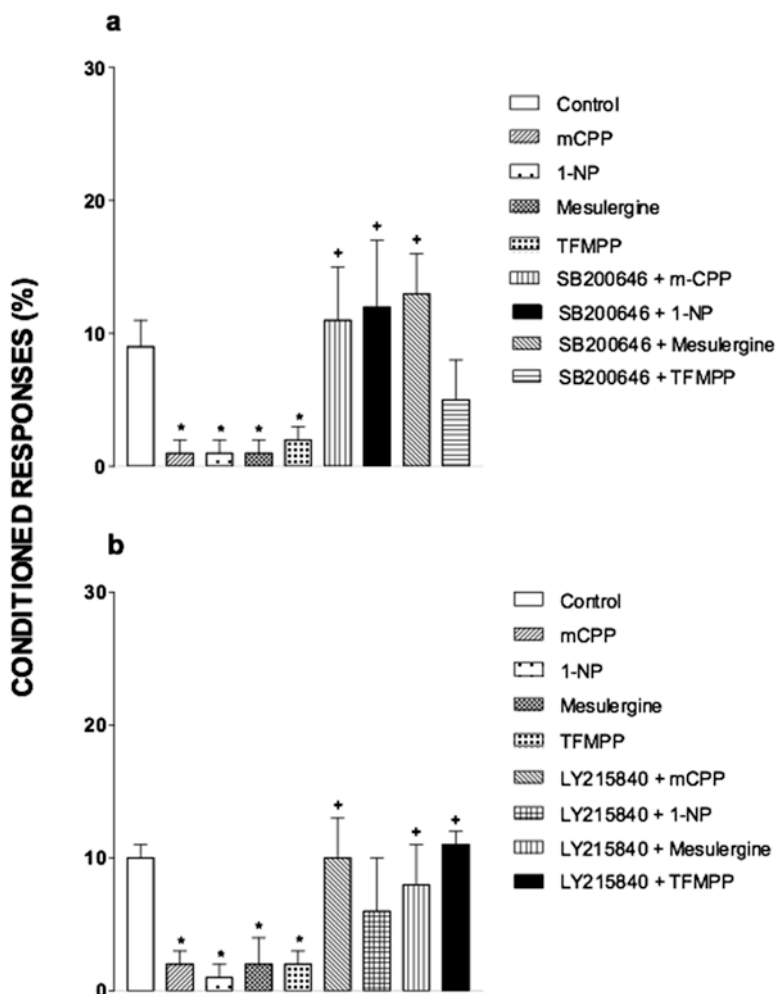 a
CONDITIONED RESPONSES (%)
30
20
10
0
* * * *
+ + +
Control
mCPP
1-NP
Mesulergine
TFMPP
SB200646 + m-CPP
SB200646 + 1-NP
SB200646 + Mesulergine
SB200646 + TFMPP
b
30
20
10
0
* * * *
+ + +
Control
mCPP
1-NP
Mesulergine
TFMPP
LY215840 + mCPP
LY215840 + 1-NP
LY215840 + Mesulergine
LY215840 + TFMPP